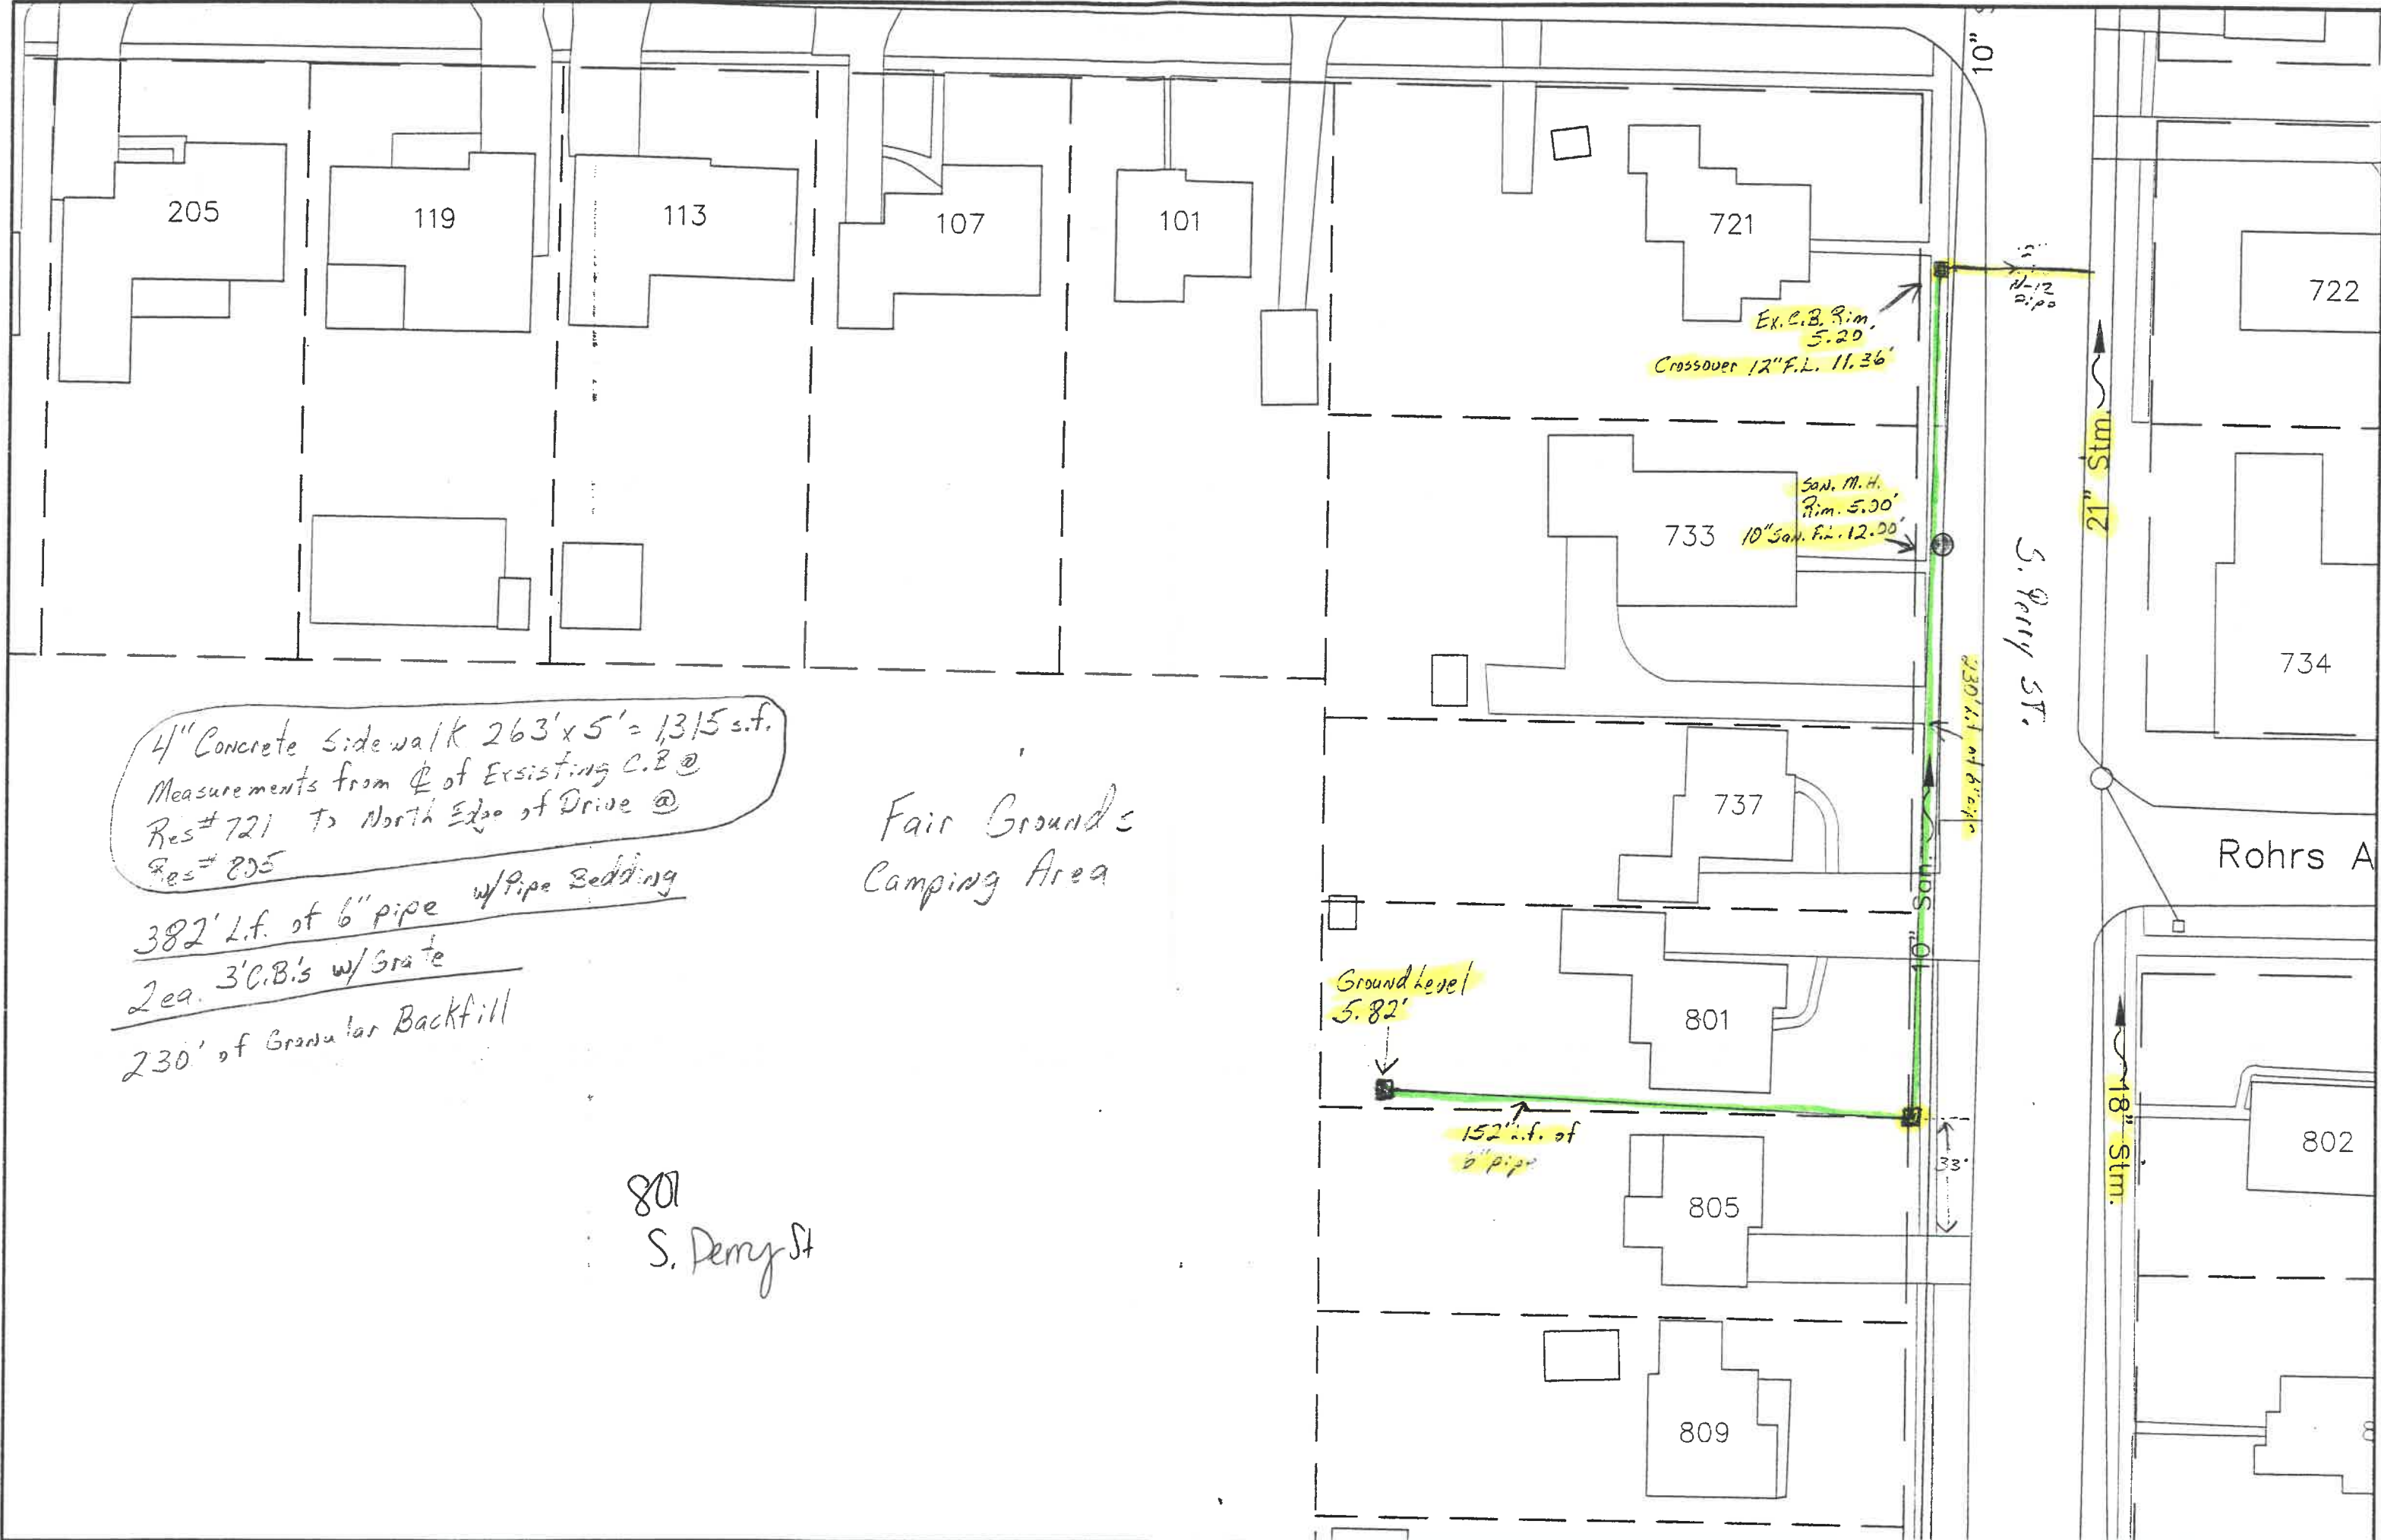 10"
205
119
113
107
101
721
722
Ex. C.B. Rim
5.20'
Crossover 12" F.L. 11.36'
N-12
pipe
21" Stm.
733
San. M.H.
Rim. 5.00'
10" San. F.L. 12.00'
S. Perry ST.
734
4" Concrete Sidewalk 263' x 5' = 1,315 s.f.
Measurements from ℄ of Exsisting C.B @
Res# 721 To North Edge of Drive @
Res# 805
382' L.f. of 6" pipe w/ Pipe Bedding
2 ea. 3' C.B.'s w/ Grate
230' of Granular Backfill
Fair Grounds
Camping Area
737
230' L.f. of 6" pipe
Rohrs A
10" San.
Ground Level
5.82'
801
152' L.f. of
6" pipe
33'
18" Stm.
802
805
801
S. Perry St
809
8